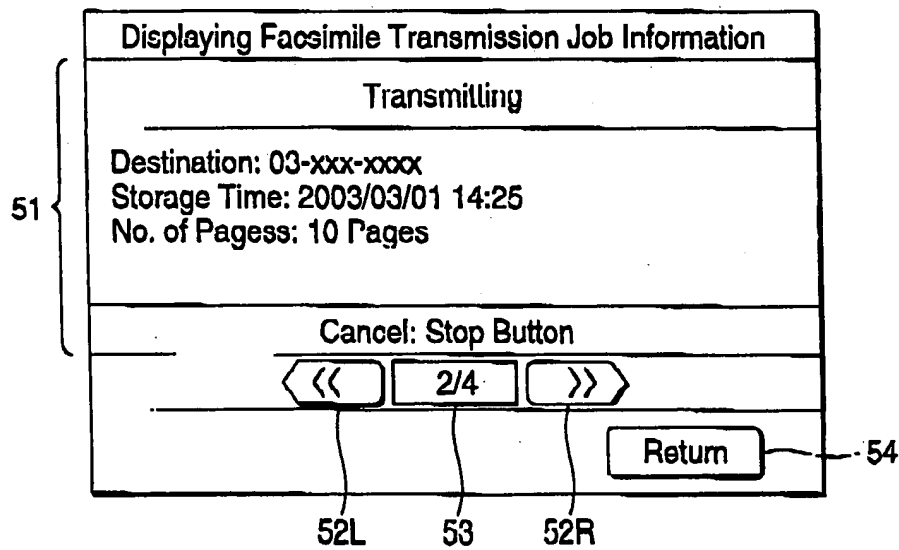 Displaying Facsimile Transmission Job Information
Transmitting
Destination: 03-xxx-xxxx
51
Storage Time: 2003/03/01 14:25
No. of Pagess: 10 Pages
Cancel: Stop Button
<< 2/4 >>
Return 54
52L 53 52R